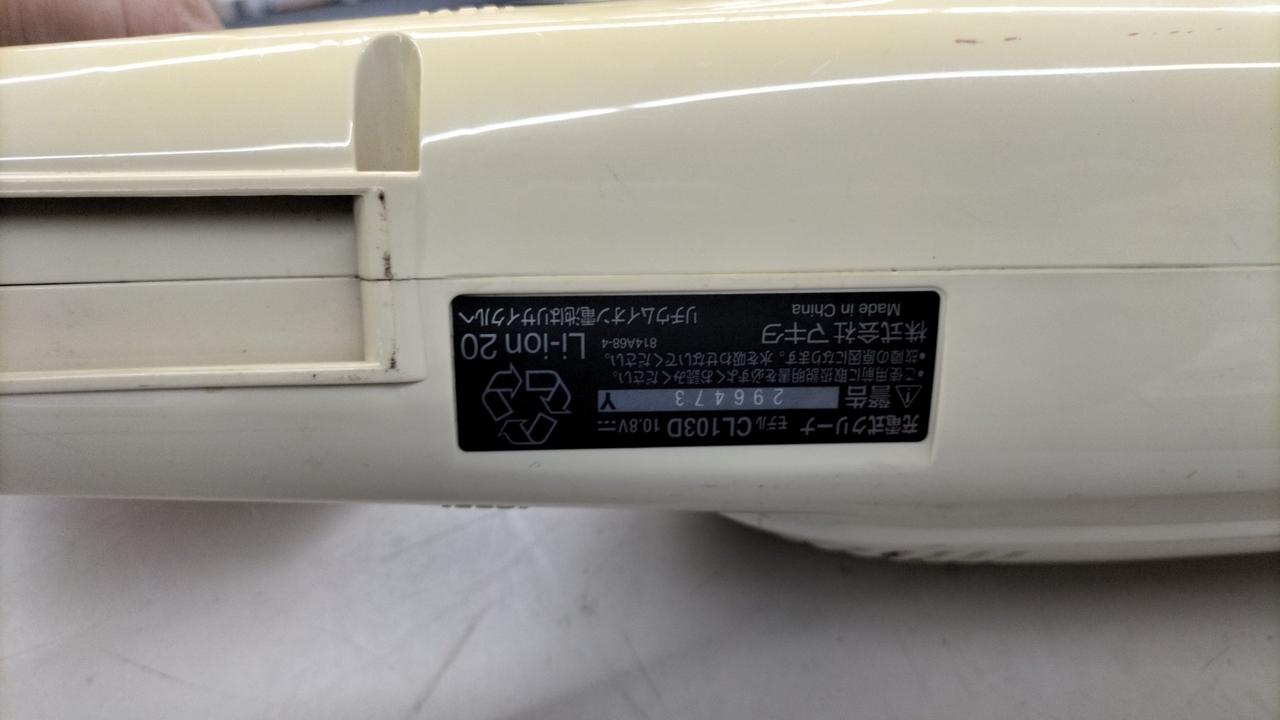 充電式クリーナ モデル CL103D 10.8V
警告 296473 Y
●ご使用前に取扱説明書を必ずよくお読みください。
●故障の原因になります。水を吸わせないでください。
株式会社マキタ 814A68-4
Made in China
Li-ion 20
リチウムイオン電池はリサイクルへ